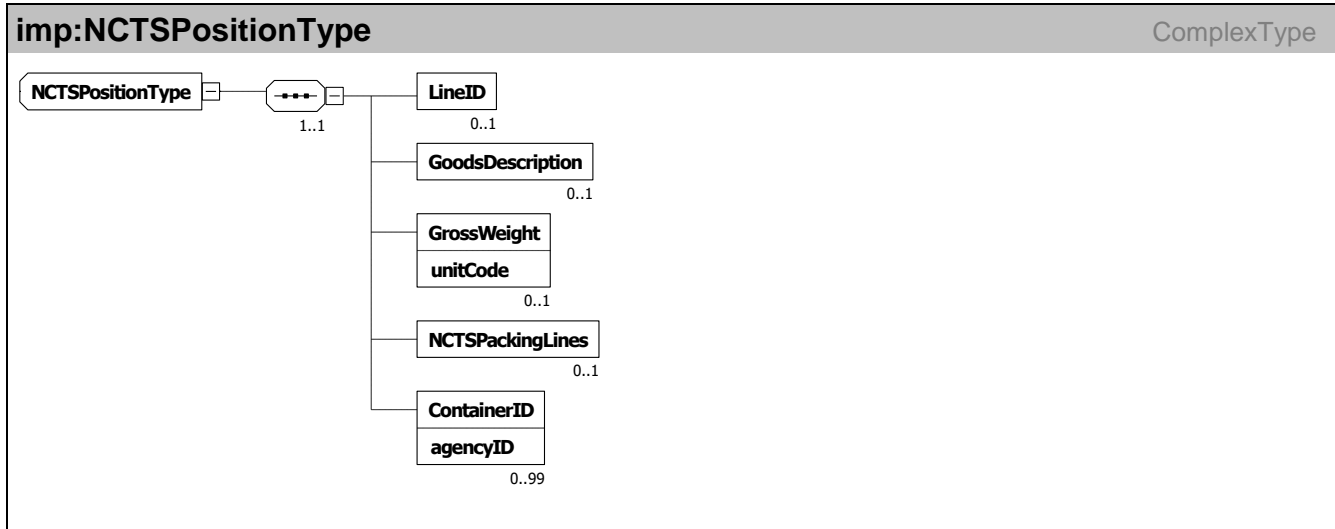 imp:NCTSPositionType ComplexType
NCTSPositionType
1..1
LineID
0..1
GoodsDescription
0..1
GrossWeight
unitCode
0..1
NCTSPackingLines
0..1
ContainerID
agencyID
0..99